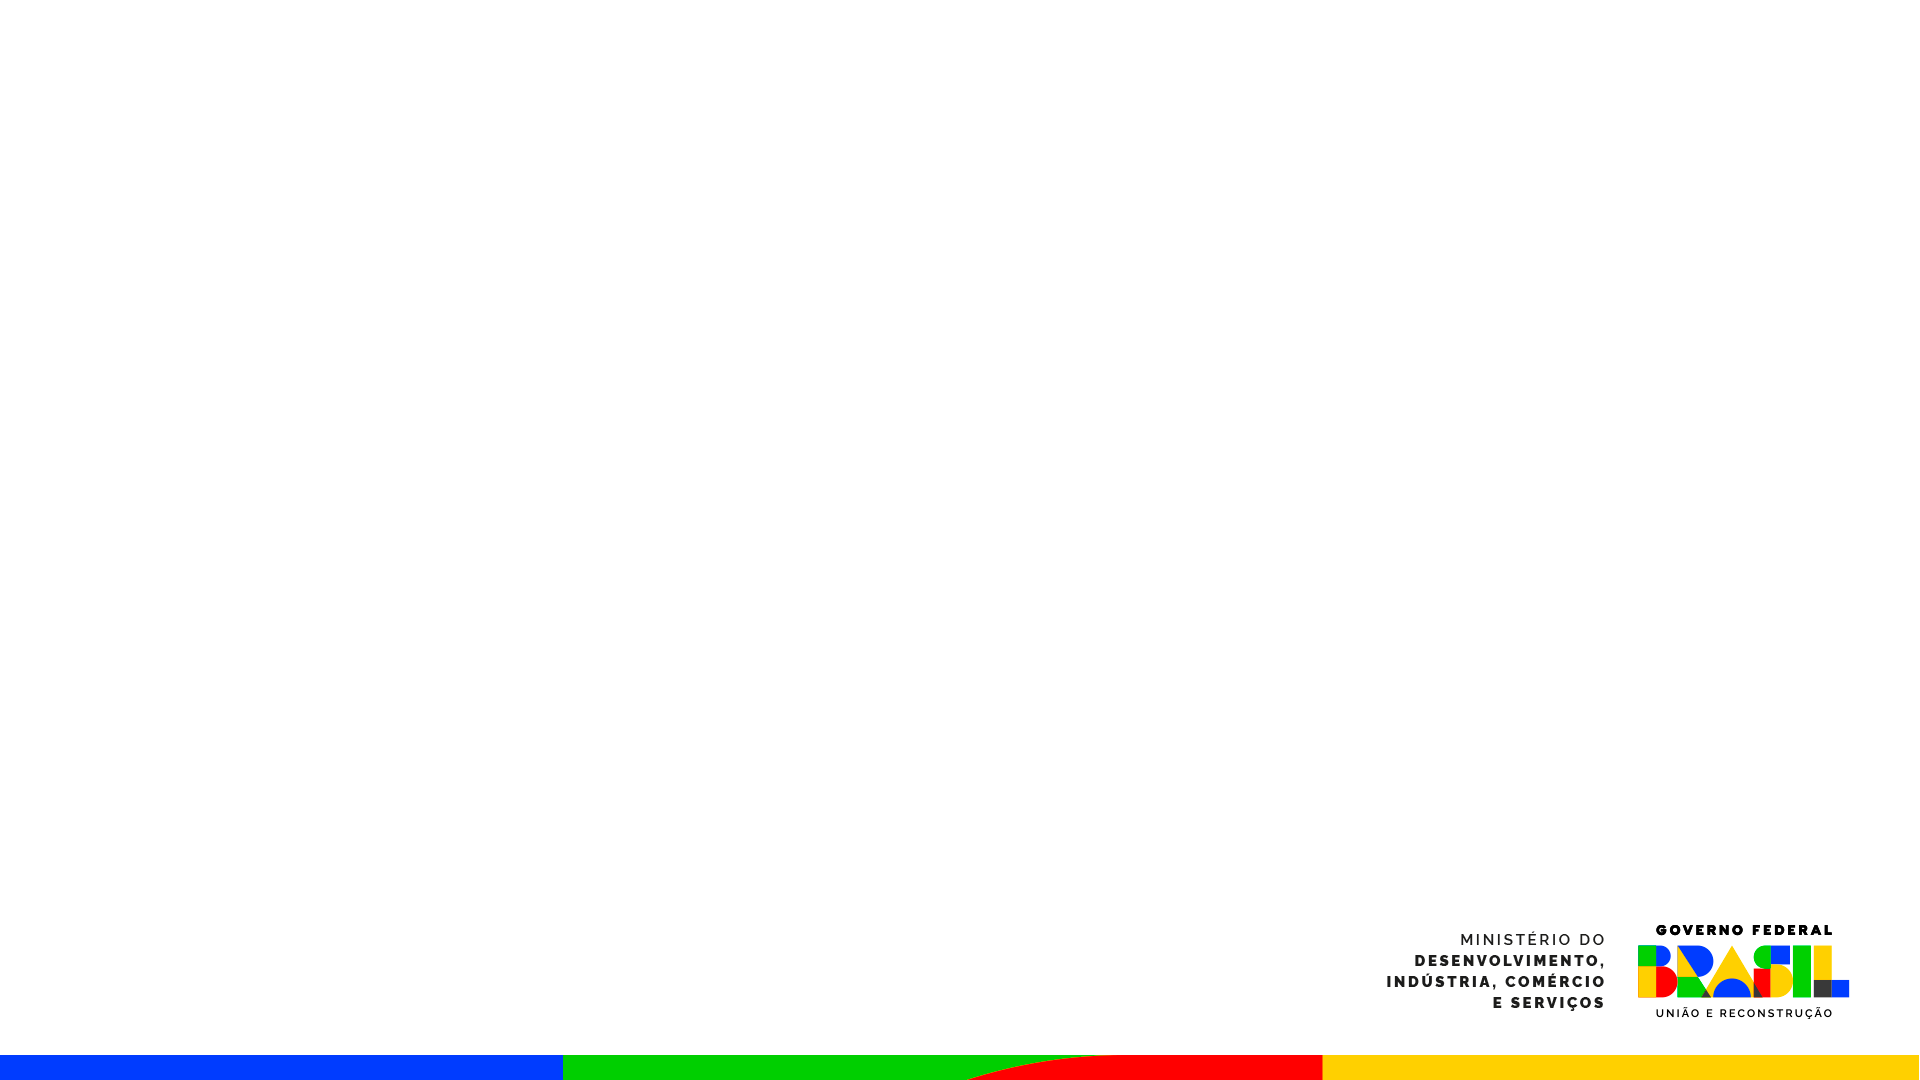 MINISTÉRIO DO
DESENVOLVIMENTO,
INDÚSTRIA, COMÉRCIO
E SERVIÇOS
GOVERNO FEDERAL
BRASIL
UNIÃO E RECONSTRUÇÃO